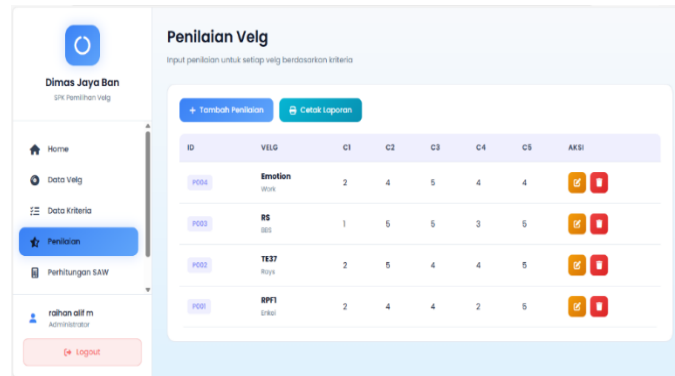 Dimas Jaya Ban
SPK Pemilihan Velg
Home
Data Velg
Data Kriteria
Penilaian
Perhitungan SAW
raihan alif m
Administrator
Logout
Penilaian Velg
Input penilaian untuk setiap velg berdasarkan kriteria
+ Tambah Penilaian Cetak Laporan
ID VELG C1 C2 C3 C4 C5 AKSI
P004 Emotion 2 4 5 4 4
Work
P003 RS 1 5 5 3 5
BBS
P002 TE37 2 5 4 4 5
Rays
P001 RPF1 2 4 4 2 5
Enkei